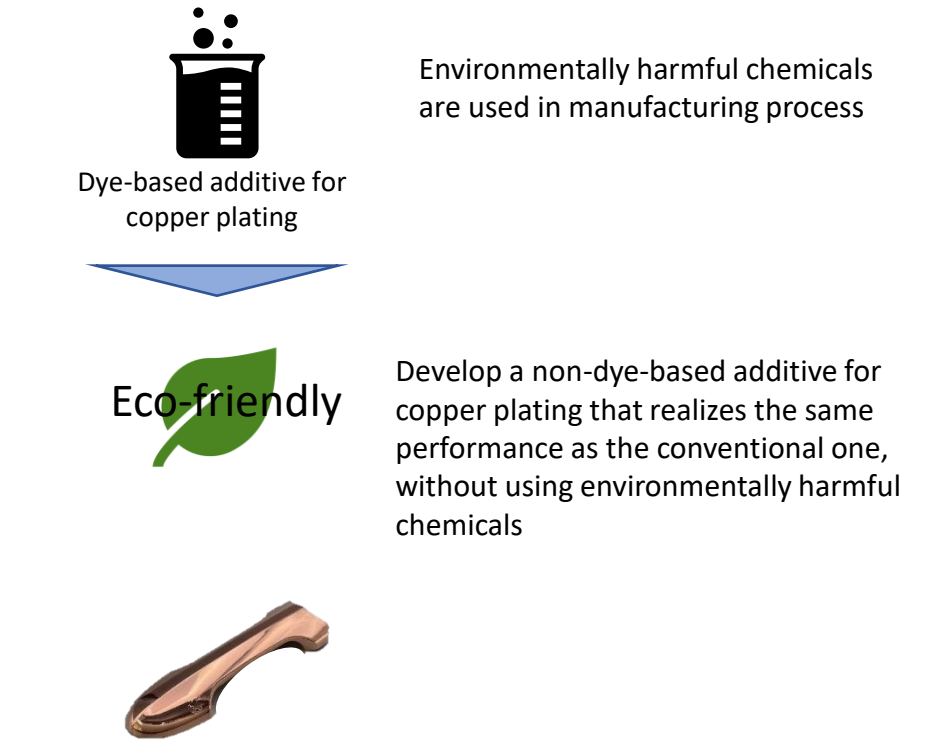 Environmentally harmful chemicals
are used in manufacturing process
Dye-based additive for
copper plating
Eco-friendly
Develop a non-dye-based additive for
copper plating that realizes the same
performance as the conventional one,
without using environmentally harmful
chemicals